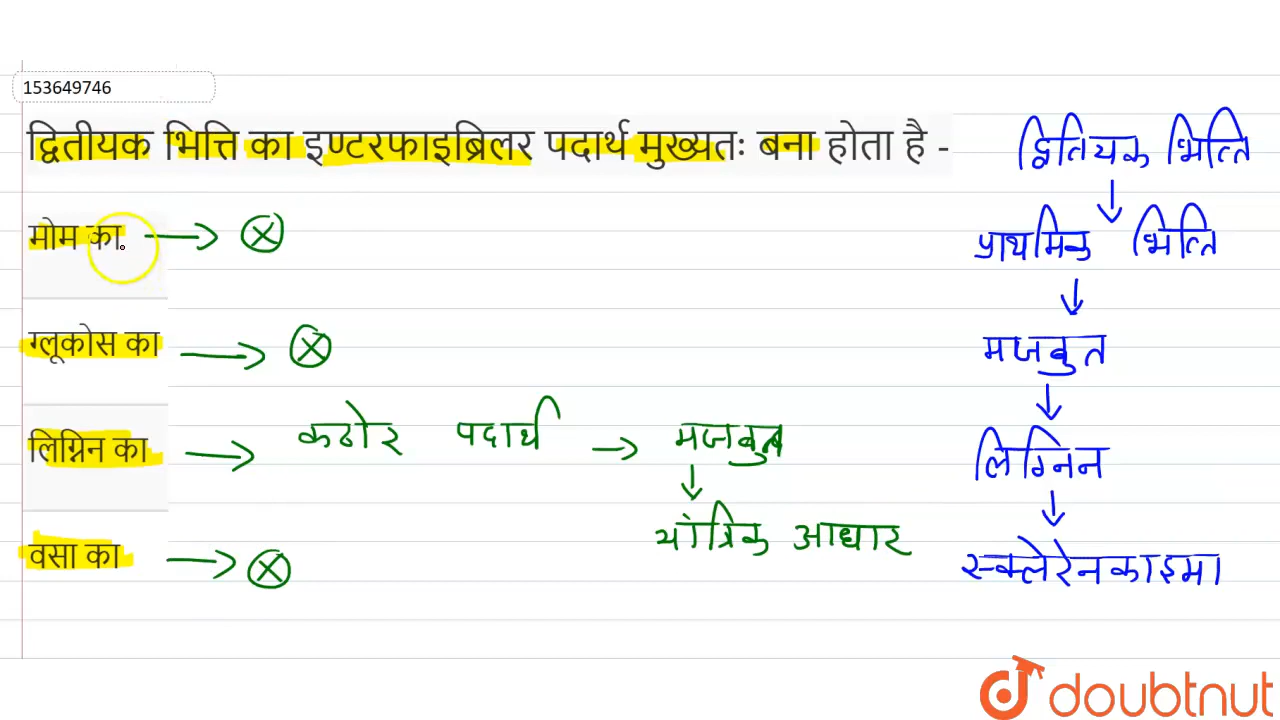 153649746
द्वितीयक भित्ति का इण्टरफाइब्रिलर पदार्थ मुख्यतः बना होता है -
मोम का
ग्लूकोस का
लिग्निन का
कठोर पदार्थ → मजबुत
↓
यांत्रिक आधार
वसा का
द्वितियक भित्ति
↓
प्राथमिक भित्ति
↓
मजबुत
↓
लिग्निन
↓
स्क्लेरेनकाइमा
doubtnut